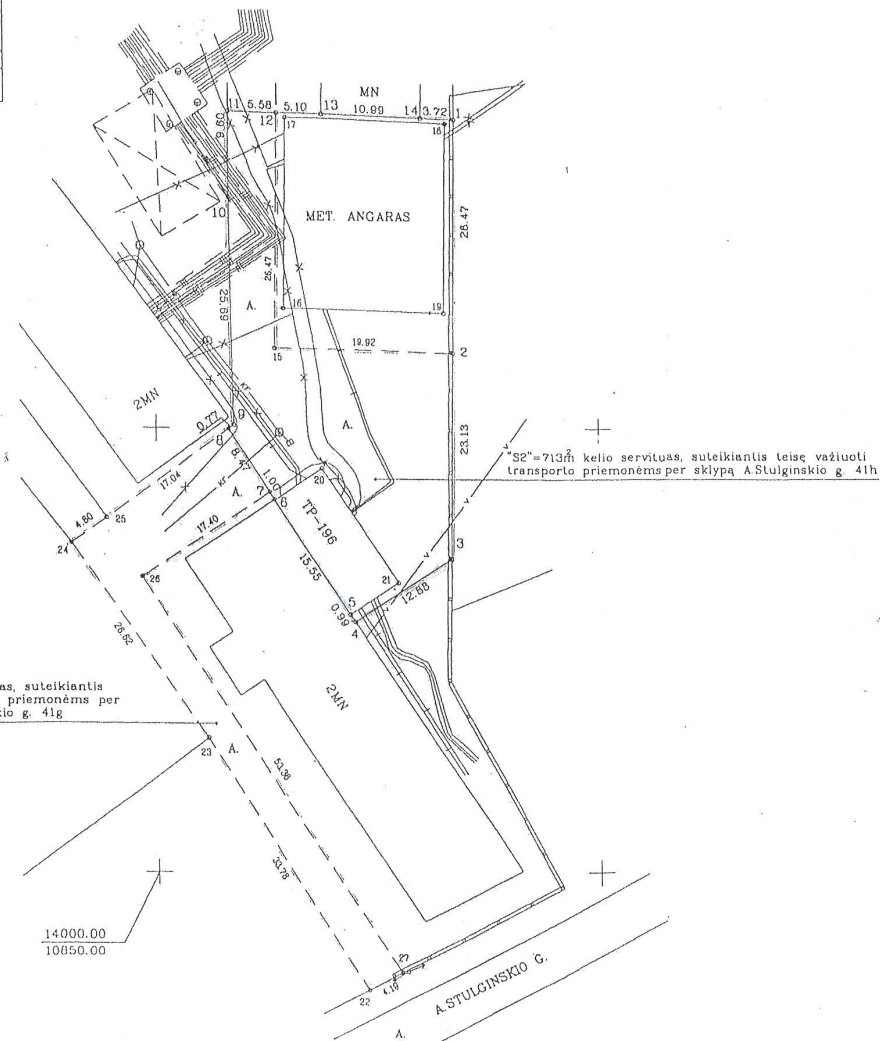 MN
11 5.58 5.10 13 10.99 14 3.72 1
12
17
18
9.60
MET. ANGARAS
26.47
10
26.47
25.69
A.
16
19
15
19.92
2
2MN
0.77
9
8
КГ
A.
23.13
"S2"=713m² kelio servituas, suteikiantis teisę važiuoti
transporto priemonėms per sklypą A.Stulginskio g. 41h
17.04
КГ
A.
1.00
7
6
20
TP-196
4.60
25
24
17.40
26
15.55
3
21
12.88
5
0.99
4
26.62
2MN
as, suteikiantis
priemonėms per
kio g. 41g
23
A.
53.36
33.78
14000.00
10850.00
27
4.19
22
A.STULGINSKIO G.
A.